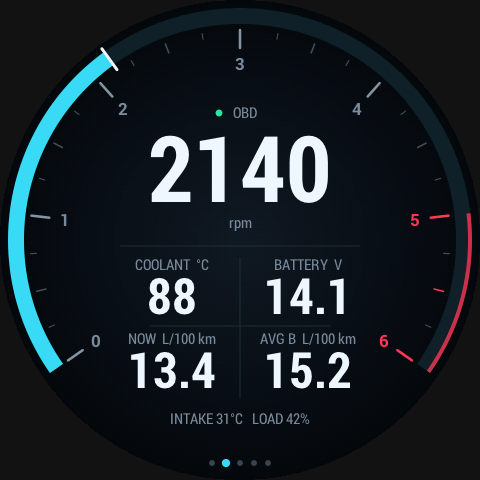 3
2
4
OBD
2140
rpm
1
5
COOLANT °C
BATTERY V
88
14.1
0
NOW L/100 km
AVG B L/100 km
6
13.4
15.2
INTAKE 31°C LOAD 42%